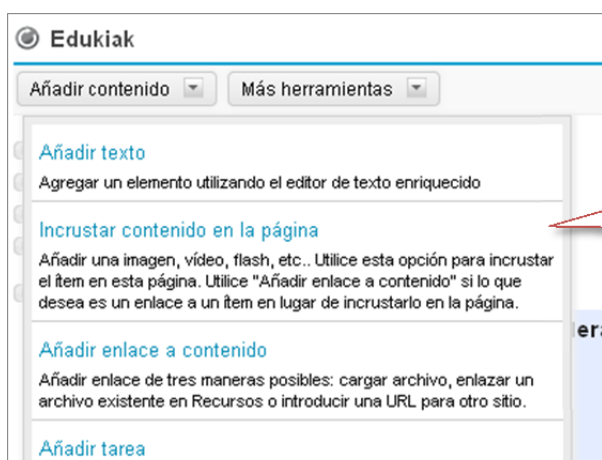 Edukiak
Añadir contenido
Más herramientas
Añadir texto
Agregar un elemento utilizando el editor de texto enriquecido
Incrustar contenido en la página
Añadir una imagen, vídeo, flash, etc.. Utilice esta opción para incrustar
el ítem en esta página. Utilice "Añadir enlace a contenido" si lo que
desea es un enlace a un ítem en lugar de incrustarlo en la página.
Añadir enlace a contenido
Añadir enlace de tres maneras posibles: cargar archivo, enlazar un
archivo existente en Recursos o introducir una URL para otro sitio.
Añadir tarea